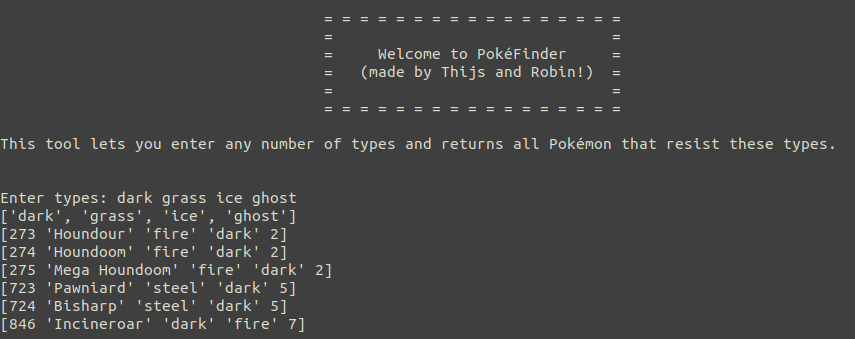 = = = = = = = = = = = = = = = = =
= =
= Welcome to PokéFinder =
= (made by Thijs and Robin!) =
= =
= = = = = = = = = = = = = = = = =
This tool lets you enter any number of types and returns all Pokémon that resist these types.
Enter types: dark grass ice ghost
['dark', 'grass', 'ice', 'ghost']
[273 'Houndour' 'fire' 'dark' 2]
[274 'Houndoom' 'fire' 'dark' 2]
[275 'Mega Houndoom' 'fire' 'dark' 2]
[723 'Pawniard' 'steel' 'dark' 5]
[724 'Bisharp' 'steel' 'dark' 5]
[846 'Incineroar' 'dark' 'fire' 7]